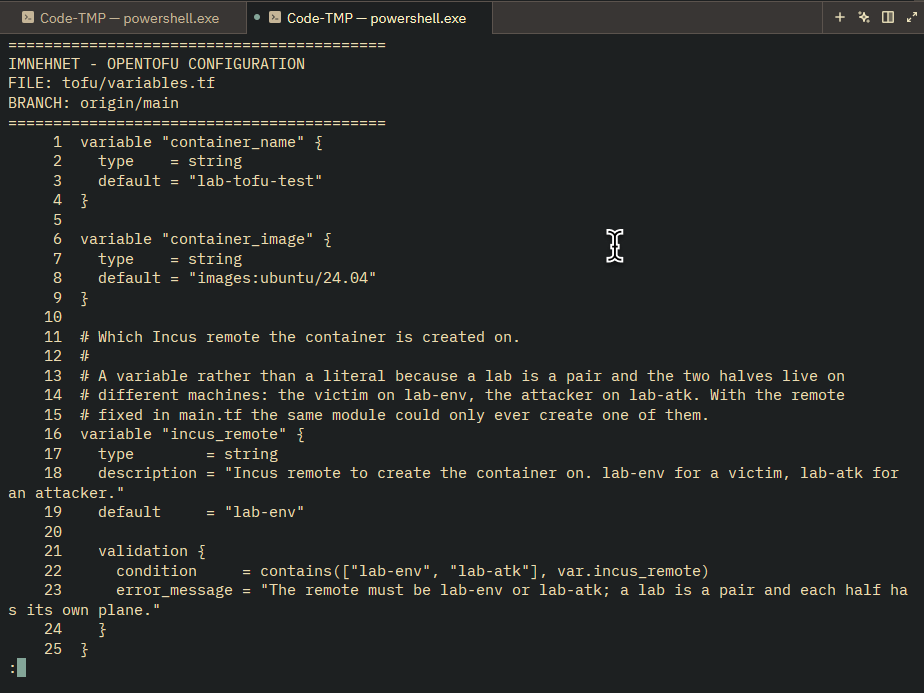 Code-TMP — powershell.exe
Code-TMP — powershell.exe
==========================================
IMNEHNET - OPENTOFU CONFIGURATION
FILE: tofu/variables.tf
BRANCH: origin/main
==========================================
     1  variable "container_name" {
     2    type    = string
     3    default = "lab-tofu-test"
     4  }
     5
     6  variable "container_image" {
     7    type    = string
     8    default = "images:ubuntu/24.04"
     9  }
    10
    11  # Which Incus remote the container is created on.
    12  #
    13  # A variable rather than a literal because a lab is a pair and the two halves live on
    14  # different machines: the victim on lab-env, the attacker on lab-atk. With the remote
    15  # fixed in main.tf the same module could only ever create one of them.
    16  variable "incus_remote" {
    17    type        = string
    18    description = "Incus remote to create the container on. lab-env for a victim, lab-atk for
an attacker."
    19    default     = "lab-env"
    20
    21    validation {
    22      condition     = contains(["lab-env", "lab-atk"], var.incus_remote)
    23      error_message = "The remote must be lab-env or lab-atk; a lab is a pair and each half ha
s its own plane."
    24    }
    25  }
: